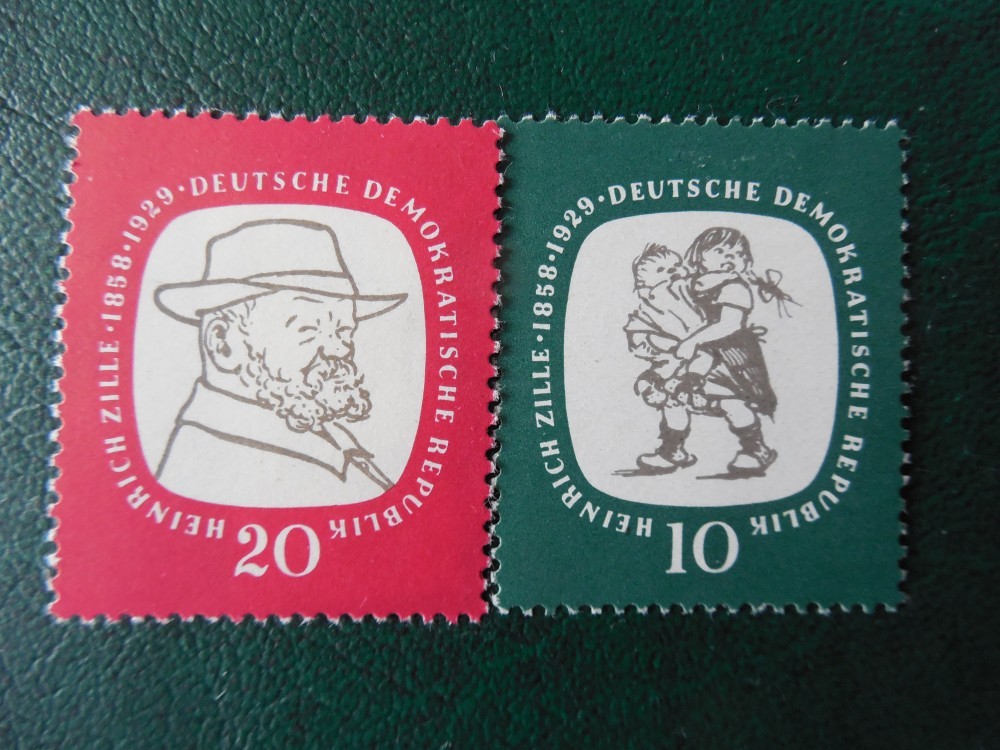 HEINRICH ZILLE · 1858 · 1929 · DEUTSCHE DEMOKRATISCHE REPUBLIK
20
HEINRICH ZILLE · 1858 · 1929 · DEUTSCHE DEMOKRATISCHE REPUBLIK
10